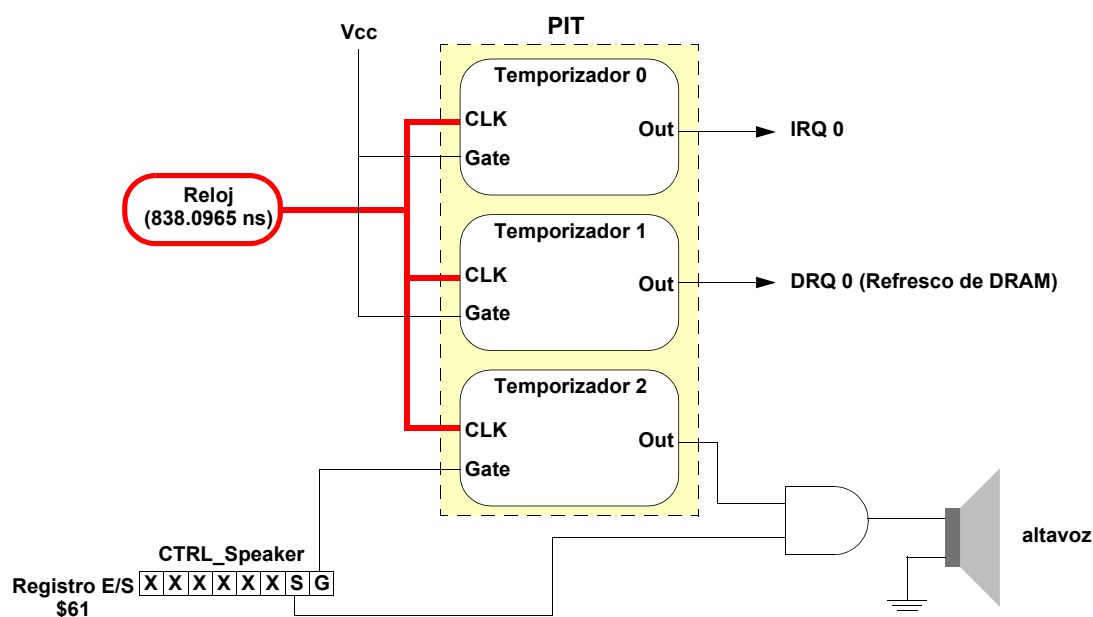 PIT
Vcc
Temporizador 0
CLK
Out
IRQ 0
Gate
Reloj
(838.0965 ns)
Temporizador 1
CLK
Out
DRQ 0 (Refresco de DRAM)
Gate
Temporizador 2
CLK
Out
Gate
altavoz
CTRL_Speaker
Registro E/S
$61
X X X X X X S G